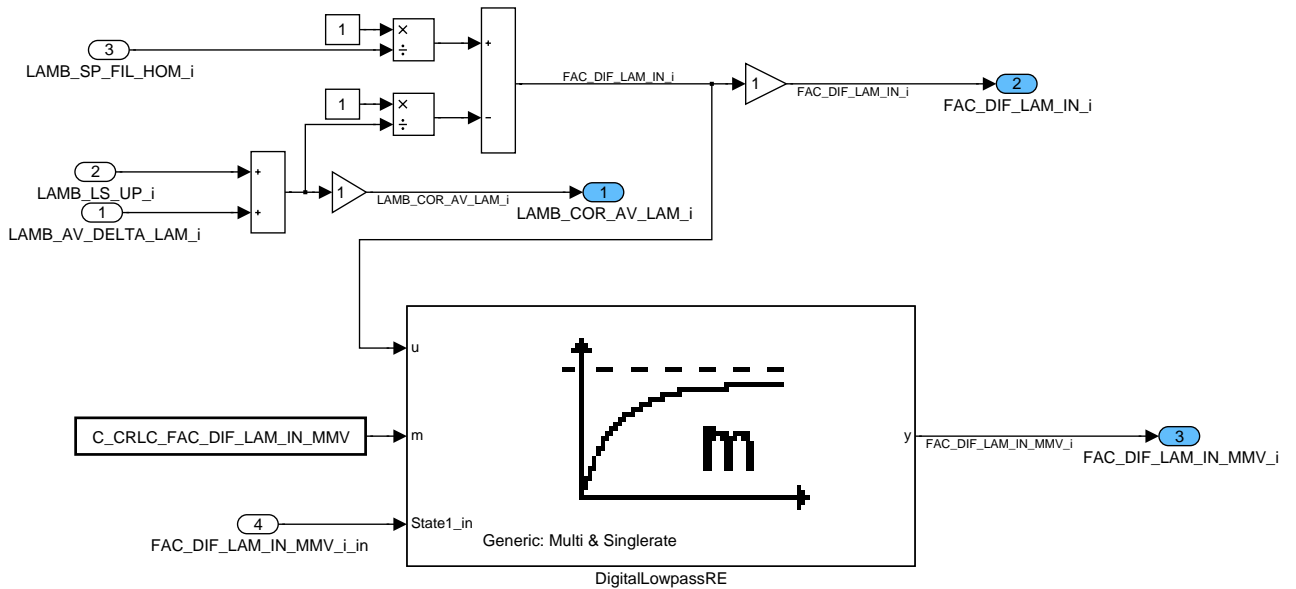 1
×
÷
3
LAMB_SP_FIL_HOM_i
+
FAC_DIF_LAM_IN_i
1
FAC_DIF_LAM_IN_i
2
FAC_DIF_LAM_IN_i
1
×
÷
−
2
LAMB_LS_UP_i
+
1
LAMB_AV_DELTA_LAM_i
+
1
LAMB_COR_AV_LAM_i
1
LAMB_COR_AV_LAM_i
u
C_CRLC_FAC_DIF_LAM_IN_MMV
m
m
y
FAC_DIF_LAM_IN_MMV_i
3
FAC_DIF_LAM_IN_MMV_i
4
FAC_DIF_LAM_IN_MMV_i_in
State1_in
Generic: Multi & Singlerate
DigitalLowpassRE